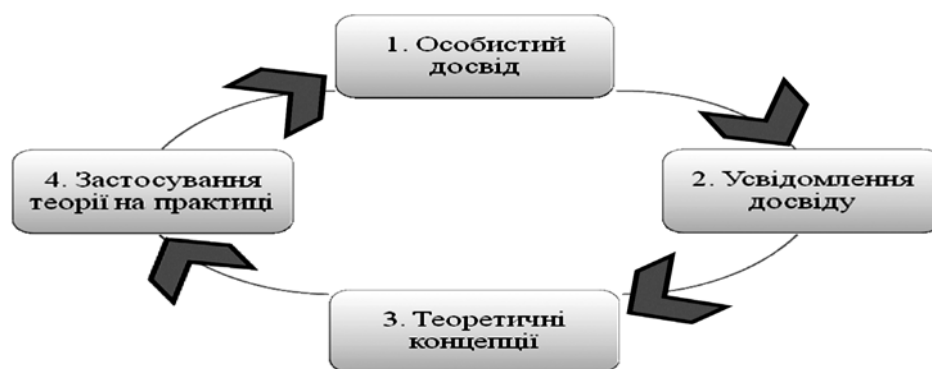 1. Особистий
досвід
2. Усвідомлення
досвіду
3. Теоретичні
концепції
4. Застосування
теорії на практиці